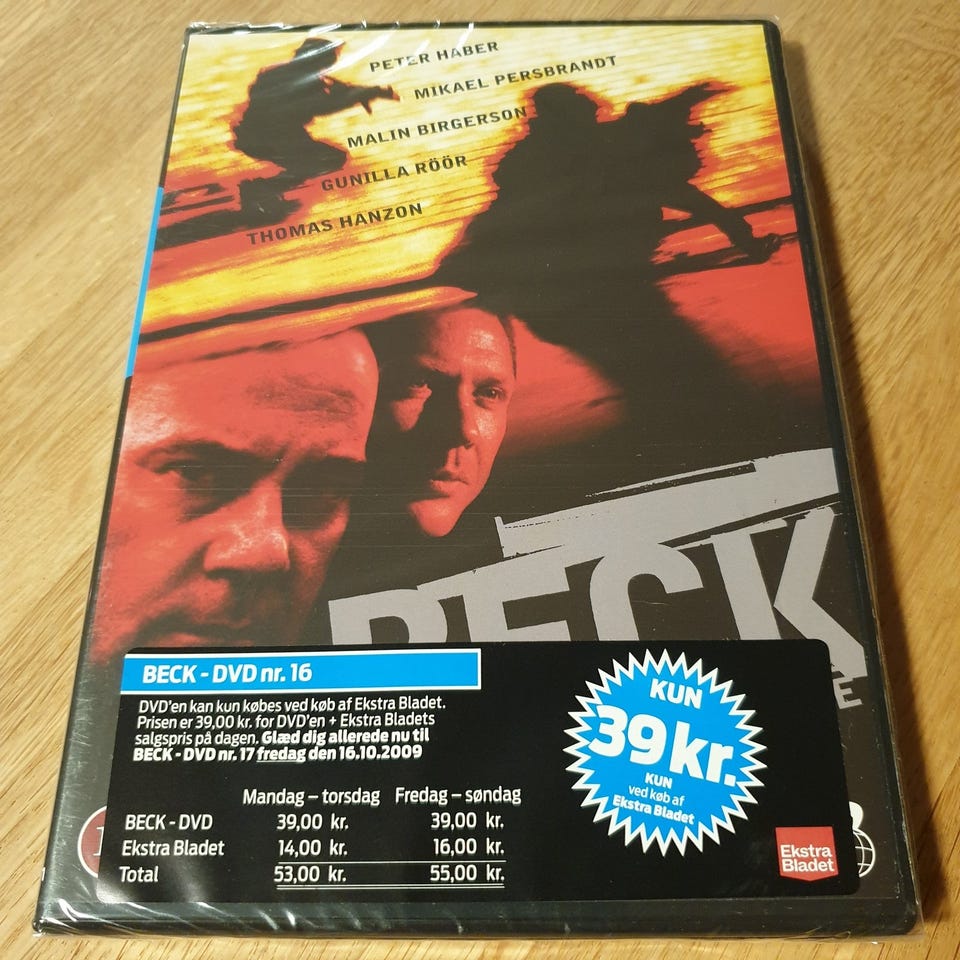 PETER HABER
MIKAEL PERSBRANDT
MALIN BIRGERSON
GUNILLA RÖÖR
THOMAS HANZON
BECK
BECK - DVD nr. 16
DVD'en kan kun købes ved køb af Ekstra Bladet.
Prisen er 39,00 kr. for DVD'en + Ekstra Bladets
salgspris på dagen. Glæd dig allerede nu til
BECK - DVD nr. 17 fredag den 16.10.2009
Mandag – torsdag Fredag – søndag
BECK - DVD 39,00 kr. 39,00 kr.
Ekstra Bladet 14,00 kr. 16,00 kr.
Total 53,00 kr. 55,00 kr.
KUN
39 kr.
KUN
ved køb af
Ekstra Bladet
Ekstra
Bladet